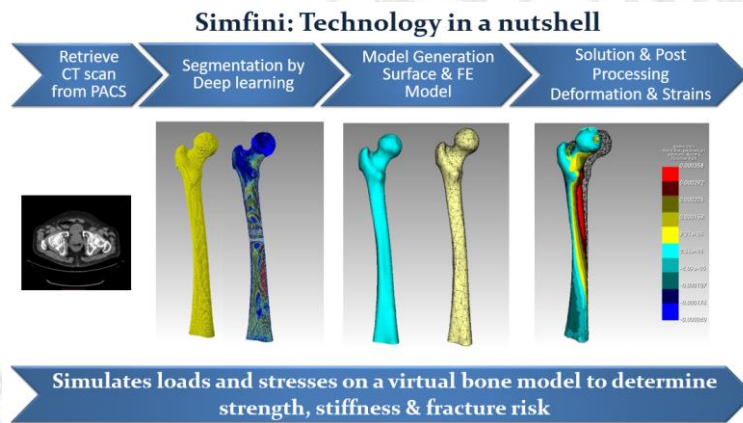 Simfini: Technology in a nutshell
Retrieve
CT scan
from PACS
Segmentation by
Deep learning
Model Generation
Surface & FE
Model
Solution & Post
Processing
Deformation & Strains
Simulates loads and stresses on a virtual bone model to determine
strength, stiffness & fracture risk